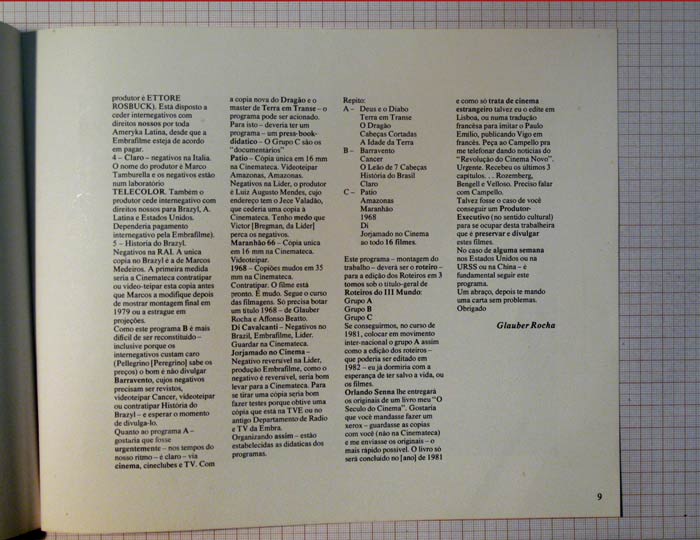 produtor é ETTORE
ROSBUCK). Está disposto a
ceder internegativos com
direitos nossos por toda
Ameryka Latina, desde que a
Embrafilme esteja de acordo
em pagar.
4 – Claro – negativos na Italia.
O nome do produtor é Marco
Tamburella e os negativos estão
num laboratório
TELECOLOR. Também o
produtor cede internegativo com
direitos nossos para Brazyl, A.
Latina e Estados Unidos.
Dependeria pagamento
internegativo pela Embrafilme).
5 – Historia do Brazyl.
Negativos na RAI. A unica
copia no Brazyl é a de Marcos
Medeiros. A primeira medida
seria a Cinemateca contratipar
ou video-teipar esta copia antes
que Marcos a modifique depois
de mostrar montagem final em
1979 ou a estrague em
projeções.
Como este programa B é mais
dificil de ser reconstituido –
inclusive porque os
internegativos custam caro
(Pellegrino [Peregrino] sabe os
preços) o bom é não divulgar
Barravento, cujos negativos
precisam ser revistos,
videoteipar Cancer, videoteipar
ou contratipar História do
Brazyl – e esperar o momento
de divulga-lo.
Quanto ao programa A –
gostaria que fosse
urgentemente – nos tempos do
nosso ritmo – é claro – via
cinema, cineclubes e TV. Com
a copia nova do Dragão e o
master de Terra em Transe – o
programa pode ser acionado.
Para isto – deveria ter um
programa – um press-book-
didatico – O Grupo C são os
"documentários"
Patio – Cópia unica em 16 mm
na Cinemateca. Videoteipar
Amazonas, Amazonas.
Negativos na Lider, o produtor
é Luiz Augusto Mendes, cujo
endereço tem o Jece Valadão,
que cederia uma copia à
Cinemateca. Tenho medo que
Victor [Bregman, da Lider]
perca os negativos.
Maranhão 66 – Cópia unica
em 16 mm na Cinemateca.
Videoteipar.
1968 – Copiões mudos em 35
mm na Cinemateca.
Contratipar. O filme está
pronto. É mudo. Segue o curso
das filmagens. Só precisa botar
um titulo 1968 – de Glauber
Rocha e Affonso Beatto.
Di Cavalcanti – Negativos no
Brazil, Embrafilme, Lider.
Guardar na Cinemateca.
Jorjamado no Cinema –
Negativo reversivel na Lider,
produção Embrafilme, como o
negativo é reversivel, seria bom
levar para a Cinemateca. Para
se tirar uma cópia seria bom
fazer testes porque obtive uma
cópia que está na TVE ou no
antigo Departamento de Radio
e TV da Embra.
Organizando assim – estão
estabelecidas as didaticas dos
programas.
Repito:
A – Deus e o Diabo
Terra em Transe
O Dragão
Cabeças Cortadas
A Idade da Terra
B – Barravento
Cancer
O Leão de 7 Cabeças
História do Brasil
Claro
C – Patio
Amazonas
Maranhão
1968
Di
Jorjamado no Cinema
ao todo 16 filmes.
Este programa – montagem do
trabalho – deverá ser o roteiro –
para a edição dos Roteiros em 3
tomos sob o titulo-geral de
Roteiros do III Mundo:
Grupo A
Grupo B
Grupo C
Se conseguirmos, no curso de
1981, colocar em movimento
inter-nacional o grupo A assim
como a edição dos roteiros –
que poderia ser editado em
1982 – eu já dormiria com a
esperança de ter salvo a vida, ou
os filmes.
Orlando Senna lhe entregará
os originais de um livro meu "O
Seculo do Cinema". Gostaria
que você mandasse fazer um
xerox – guardasse as copias
com você (não na Cinemateca)
e me enviasse os originais – o
mais rápido possivel. O livro só
será concluido no [ano] de 1981
e como só trata de cinema
estrangeiro talvez eu o edite em
Lisboa, ou numa tradução
francêsa para imitar o Paulo
Emilio, publicando Vigo em
francês. Peça ao Campello pra
me telefonar dando noticias do
"Revolução do Cinema Novo".
Urgente. Recebeu os ultimos 3
capitulos. . . Rozemberg,
Bengell e Velloso. Preciso falar
com Campello.
Talvez fosse o caso de você
conseguir um Produtor-
Executivo (no sentido cultural)
para se ocupar desta trabalheira
que é preservar e divulgar
estes filmes.
No caso de alguma semana
nos Estados Unidos ou na
URSS ou na China – é
fundamental seguir este
programa.
Um abraço, depois te mando
uma carta sem problemas.
Obrigado
Glauber Rocha
9